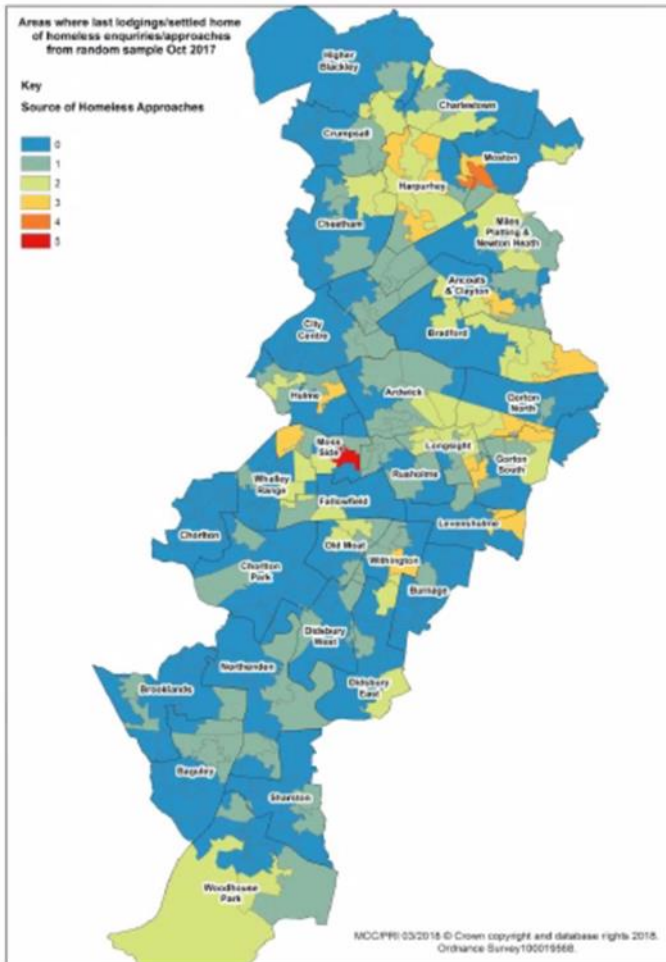 Areas where last lodgings/settled home
of homeless enquiries/approaches
from random sample Oct 2017
Key
Source of Homeless Approaches
0
1
2
3
4
5
Higher
Blackley
Charlestown
Crumpsall
Moston
Harpurhey
Cheetham
Miles
Platting &
Newton Heath
Ancoats
& Clayton
City
Centre
Bradford
Ardwick
Hulme
Gorton
North
Moss
Side
Longsight
Rusholme
Gorton
South
Whalley
Range
Fallowfield
Levenshulme
Chorlton
Old Moat
Withington
Chorlton
Park
Burnage
Didsbury
West
Northenden
Didsbury
East
Brooklands
Baguley
Sharston
Woodhouse
Park
MCC/PRI 03/2018 © Crown copyright and database rights 2018.
Ordnance Survey100019568.